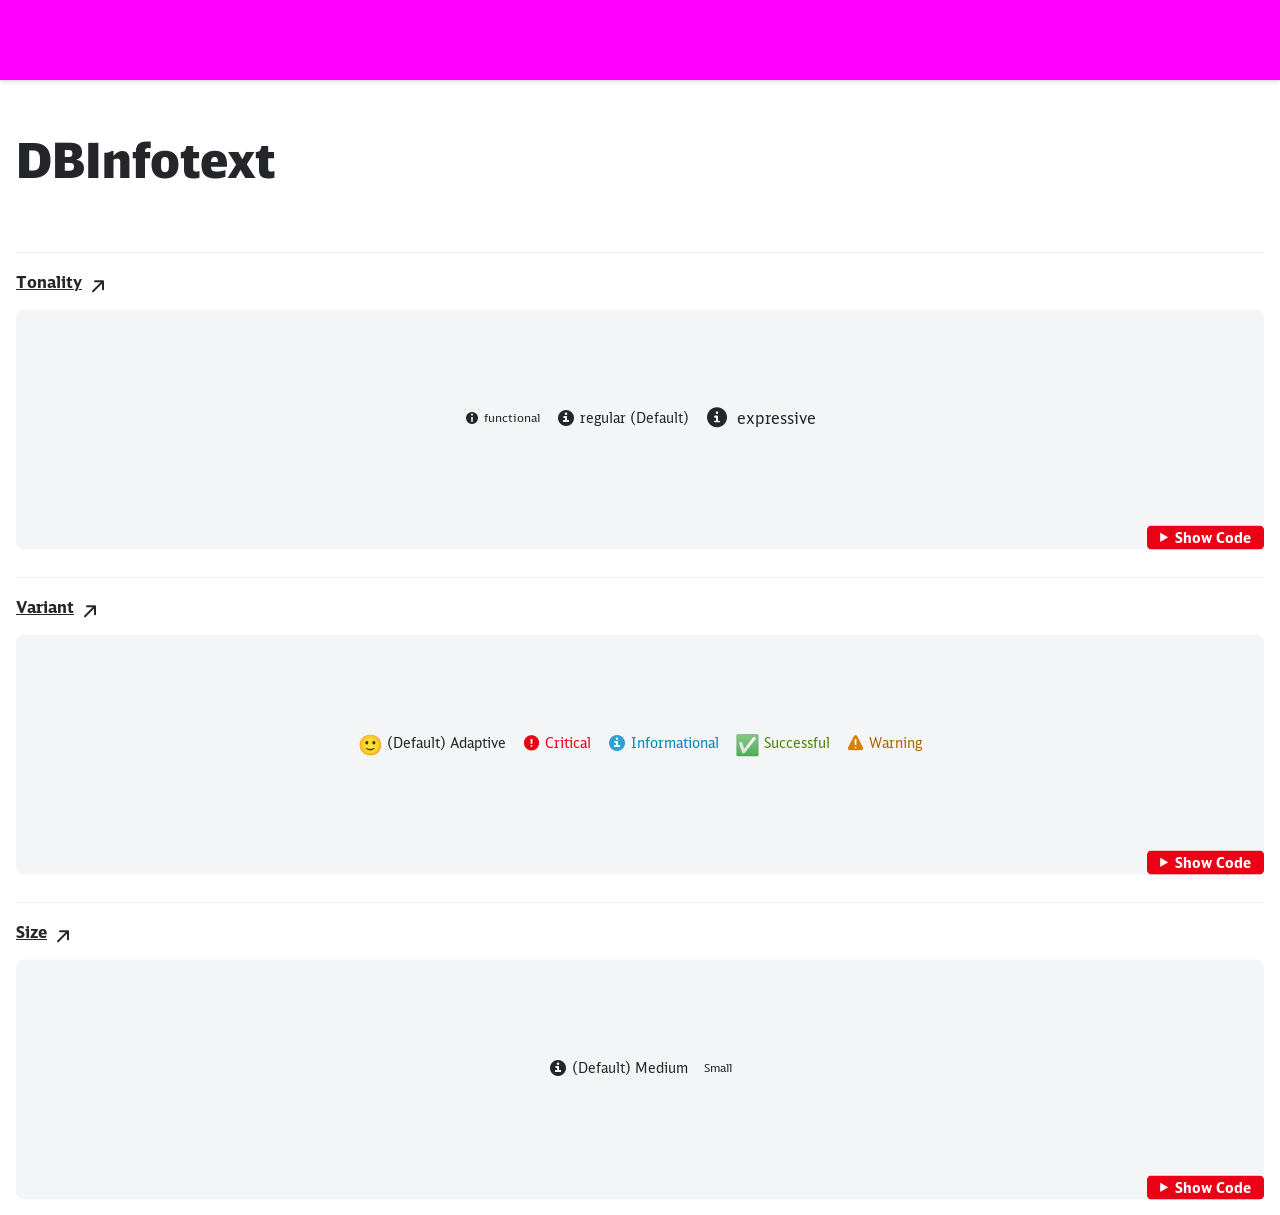 DBInfotext
Tonality
functional regular (Default) expressive
Show Code
Variant
(Default) Adaptive Critical Informational Successful Warning
Show Code
Size
(Default) Medium Small
Show Code